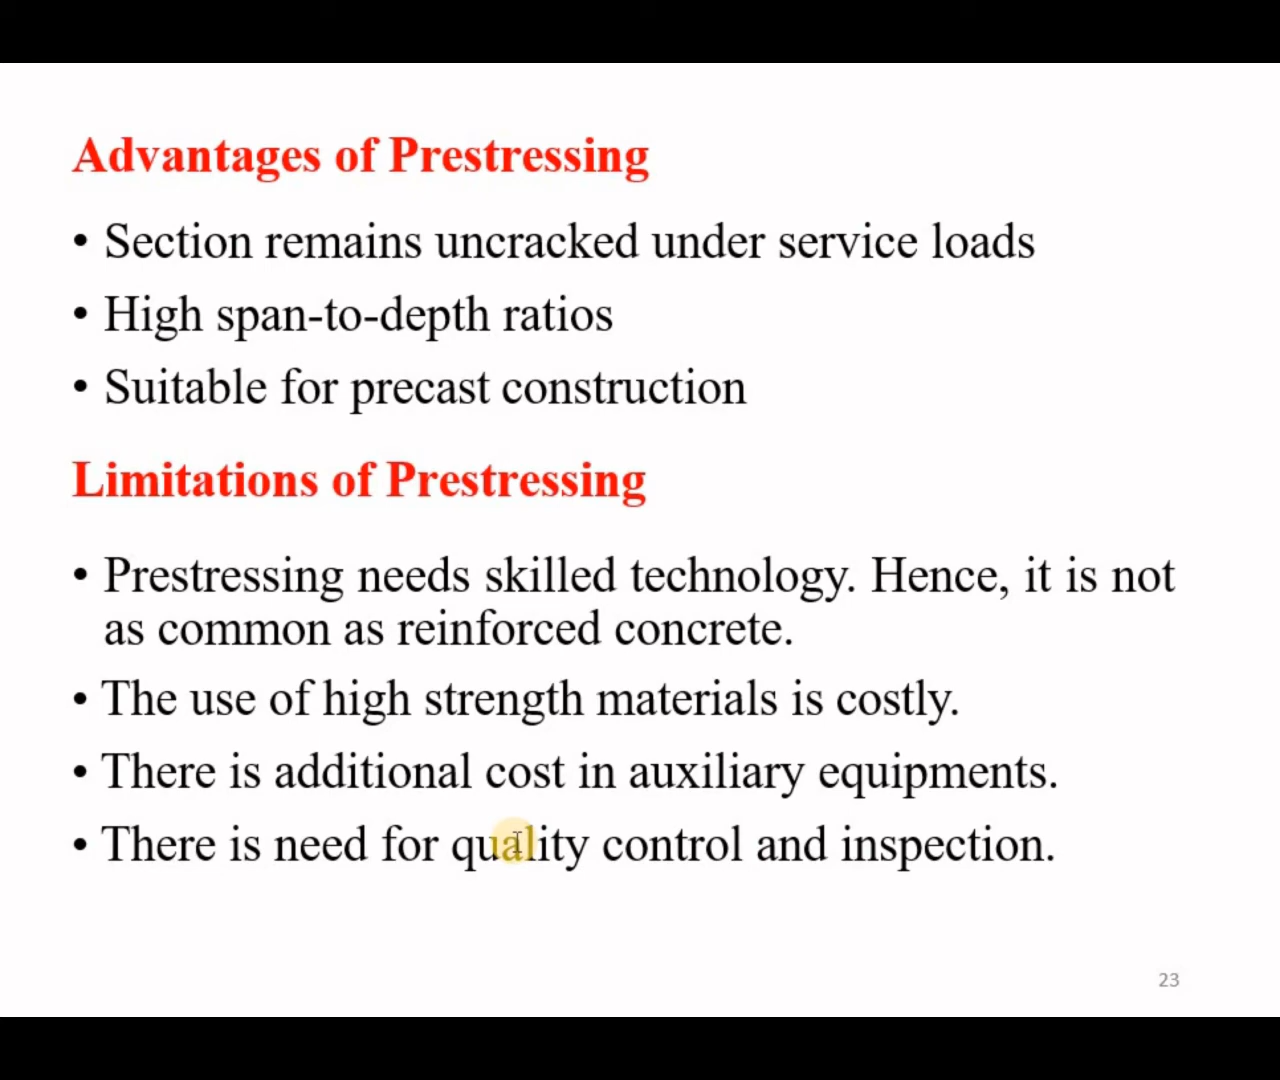 Advantages of Prestressing
• Section remains uncracked under service loads
• High span-to-depth ratios
• Suitable for precast construction
Limitations of Prestressing
• Prestressing needs skilled technology. Hence, it is not
as common as reinforced concrete.
• The use of high strength materials is costly.
• There is additional cost in auxiliary equipments.
• There is need for quality control and inspection.
23